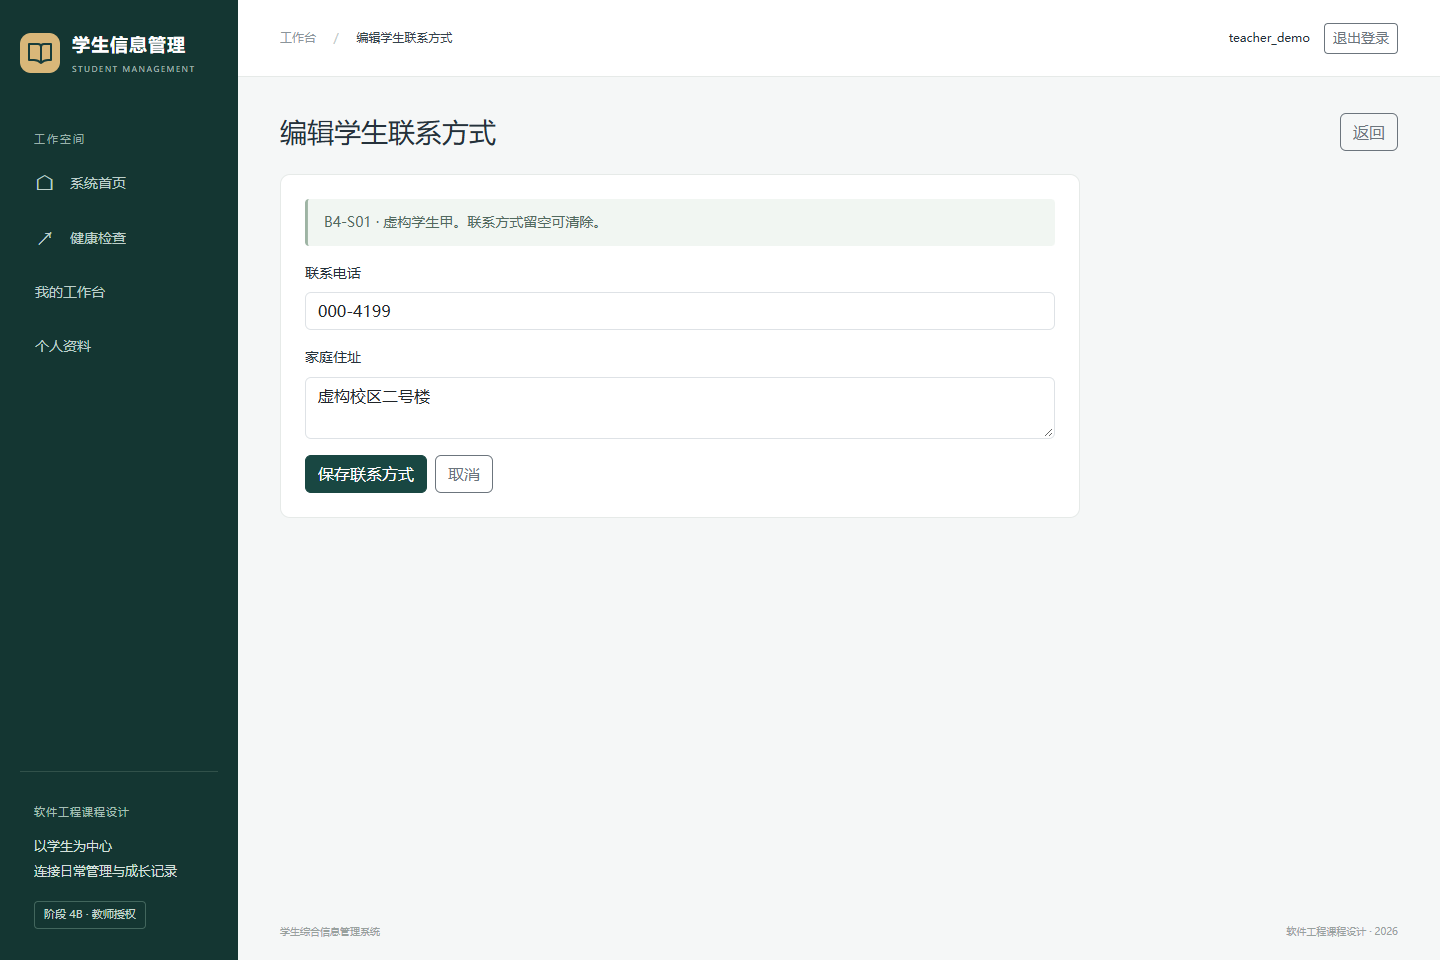 学生信息管理
STUDENT MANAGEMENT
工作空间
系统首页
健康检查
我的工作台
个人资料
软件工程课程设计
以学生为中心
连接日常管理与成长记录
阶段 4B · 教师授权
工作台 / 编辑学生联系方式
teacher_demo
退出登录
编辑学生联系方式
返回
B4-S01 · 虚构学生甲。联系方式留空可清除。
联系电话
000-4199
家庭住址
虚构校区二号楼
保存联系方式
取消
学生综合信息管理系统
软件工程课程设计 · 2026